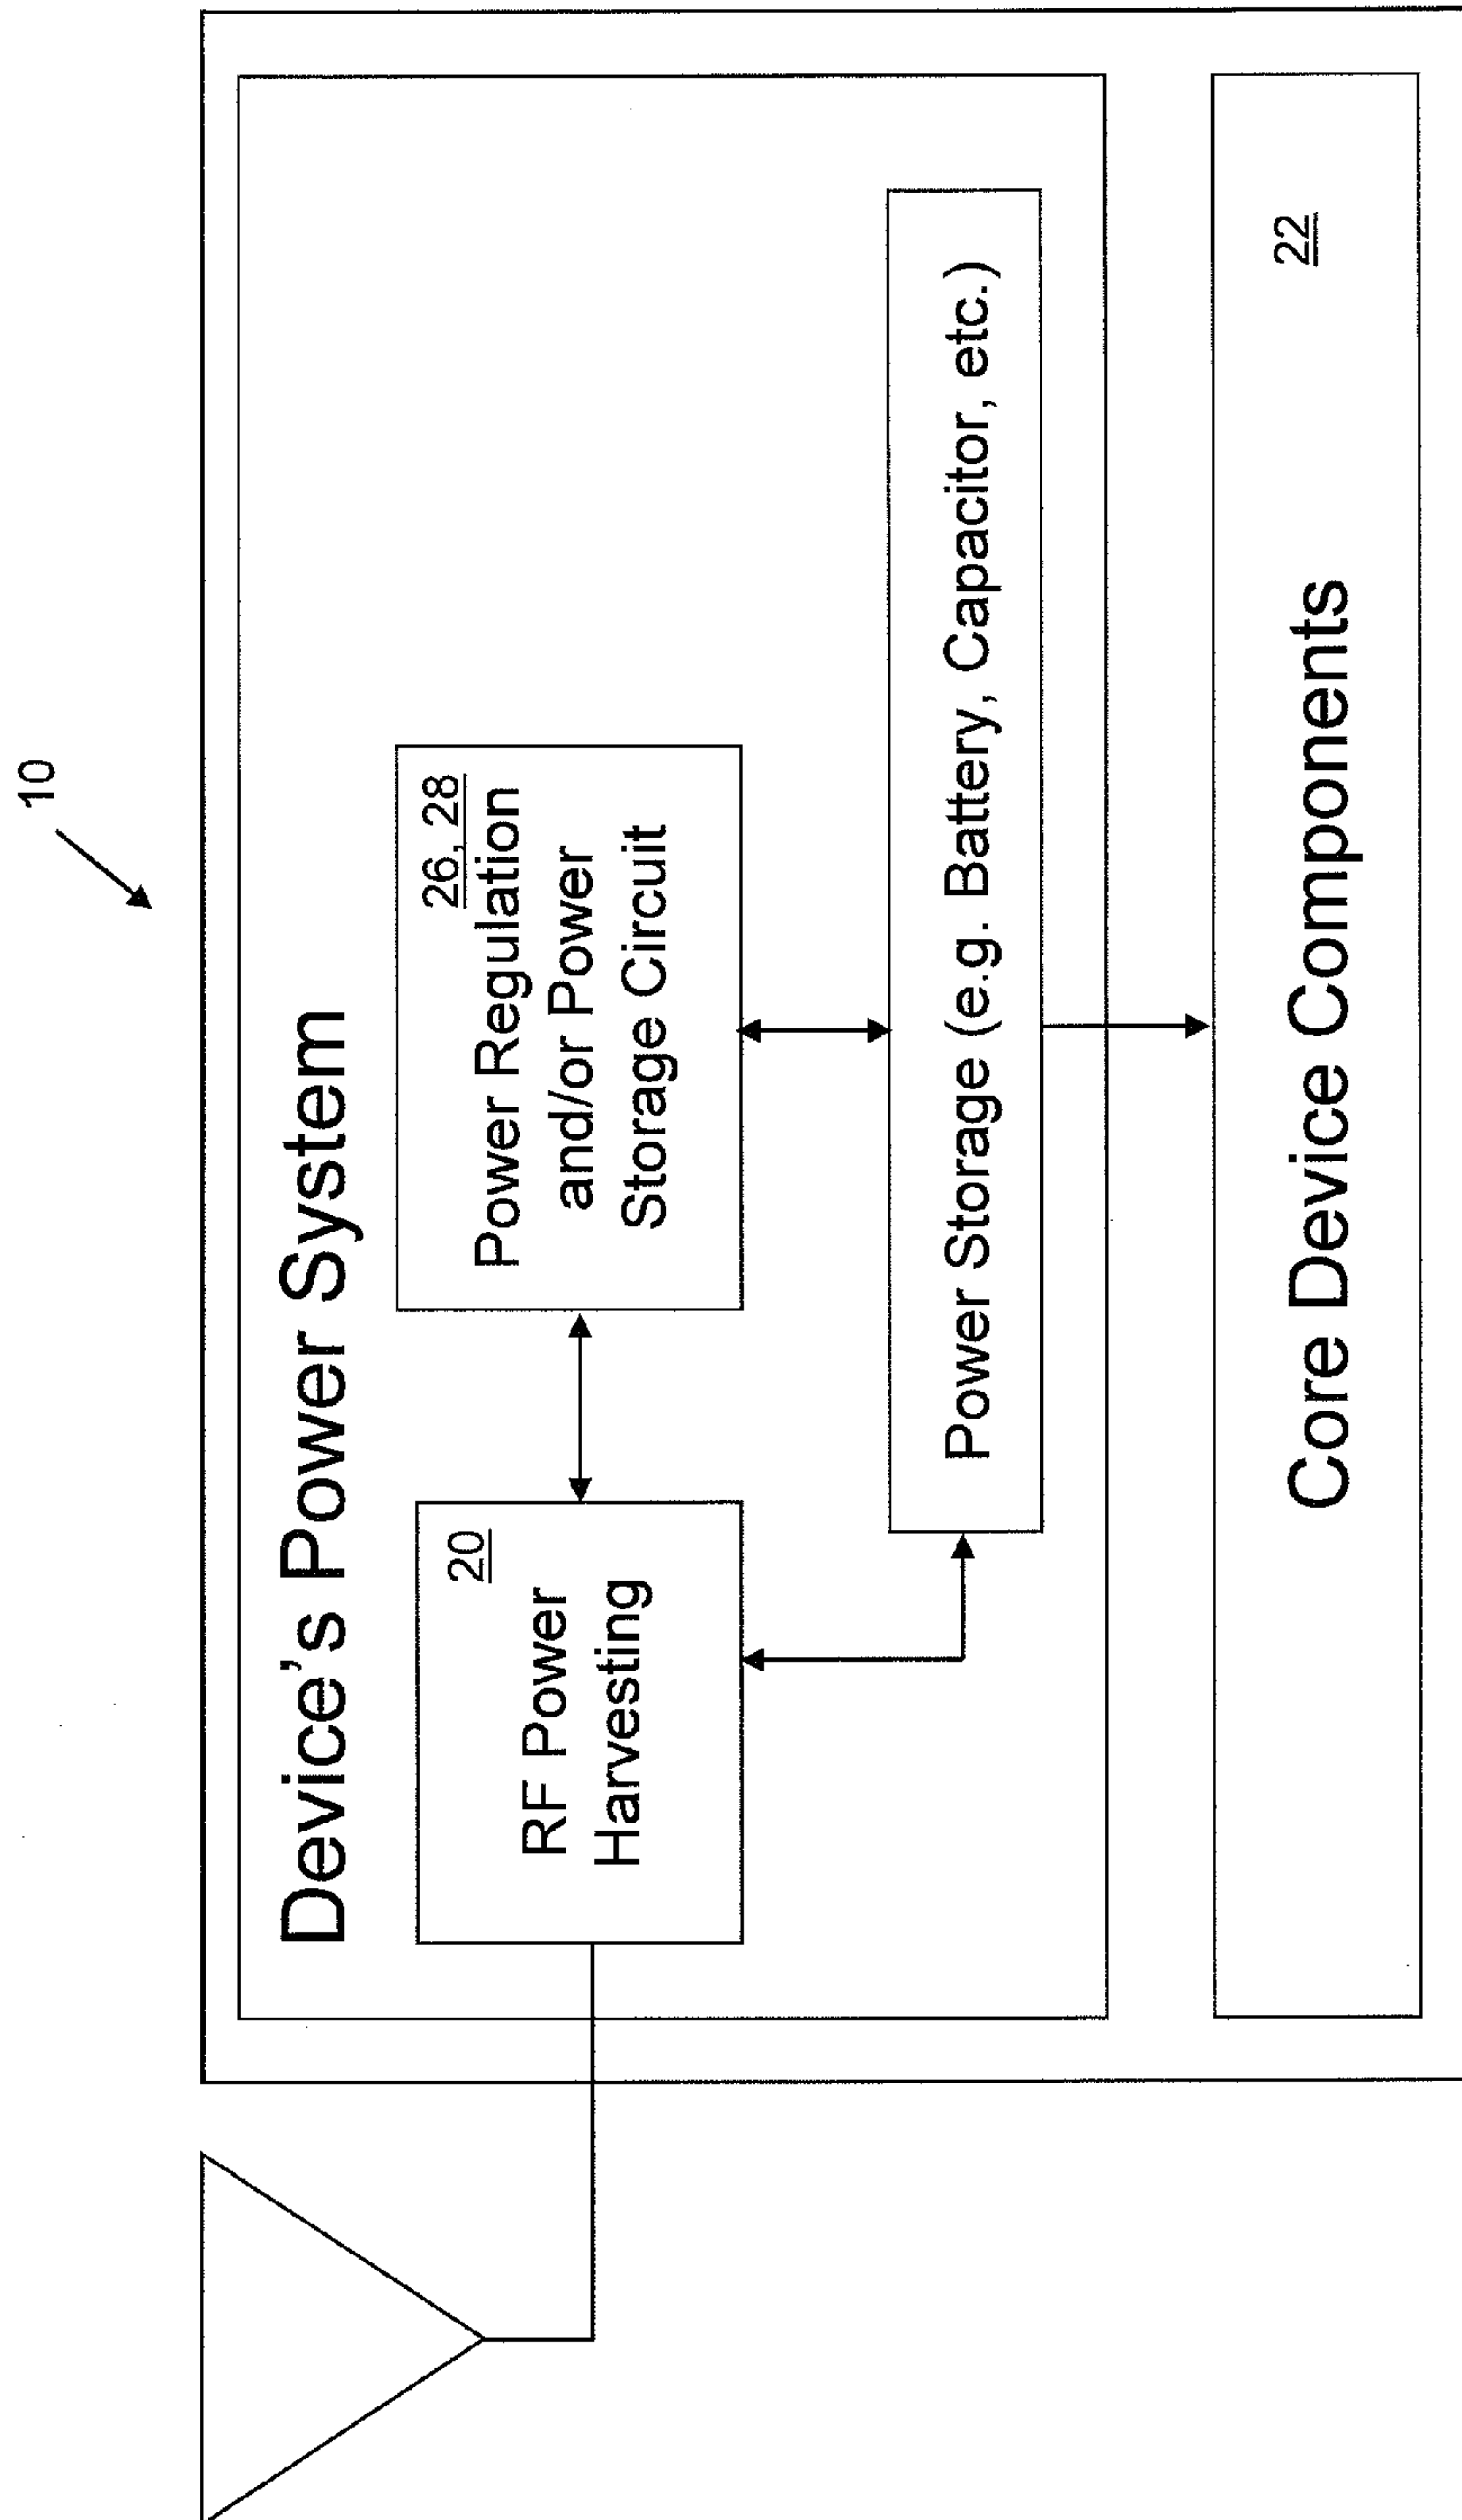 10
Device's Power System
20
RF Power
Harvesting
26, 28
Power Regulation
and/or Power
Storage Circuit
Power Storage (e.g. Battery, Capacitor, etc.)
22
Core Device Components